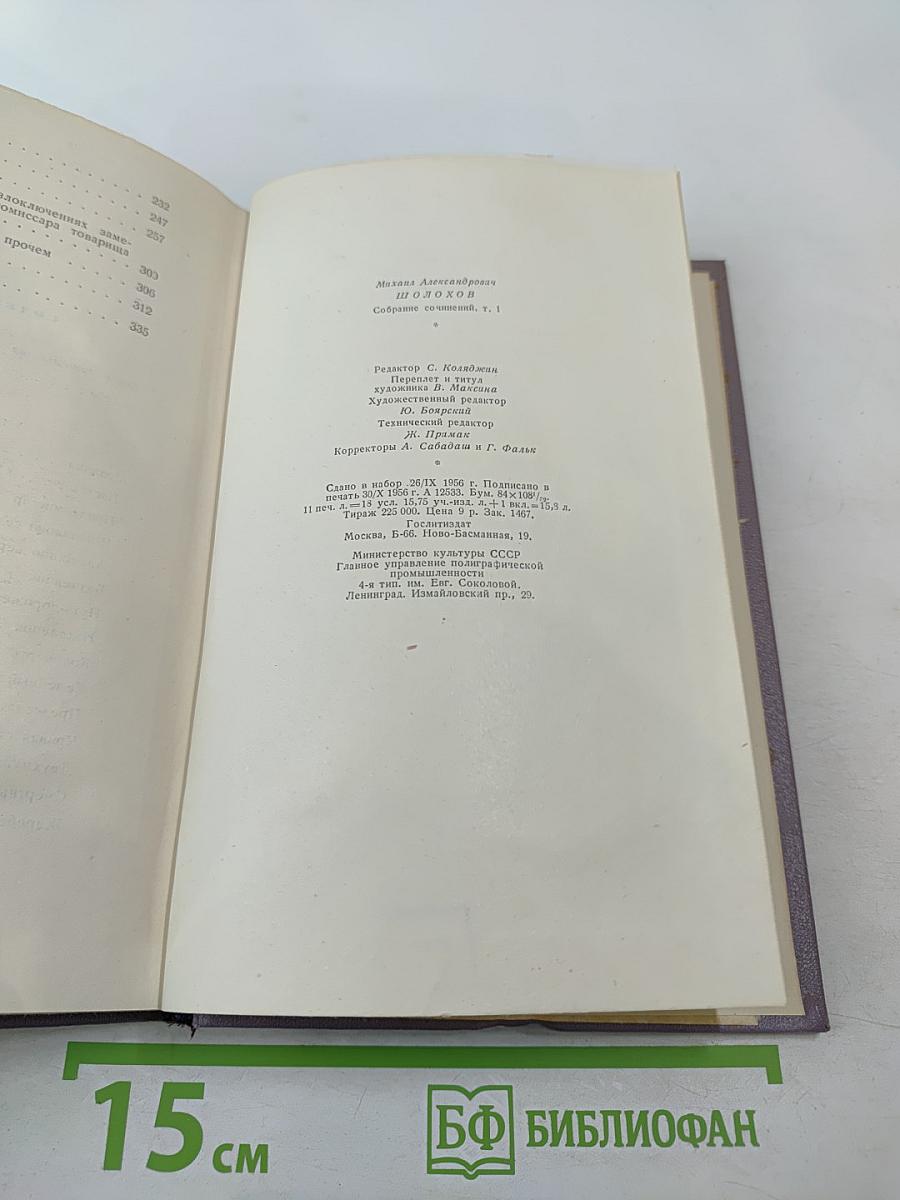 232
247
257
злоключениях заме-
омиссара товарища
303
прочем
306
312
335
Михаил Александрович
ШОЛОХОВ
Собрание сочинений, т. 1
*
Редактор С. Коляджин
Переплет и титул
художника В. Максина
Художественный редактор
Ю. Боярский
Технический редактор
Ж. Примак
Корректоры А. Сабадаш и Г. Фальк
*
Сдано в набор 26/IX 1956 г. Подписано в
печать 30/X 1956 г. А 12533. Бум. 84×108¹/₃₂.
11 печ. л.=18 усл. 15,75 уч.-изд. л.+1 вкл.=15,8 л.
Тираж 225 000. Цена 9 р. Зак. 1467.
Гослитиздат
Москва, Б-66. Ново-Басманная, 19.
Министерство культуры СССР
Главное управление полиграфической
промышленности
4-я тип. им. Евг. Соколовой.
Ленинград. Измайловский пр., 29.
15 см
БФ БИБЛИОФАН